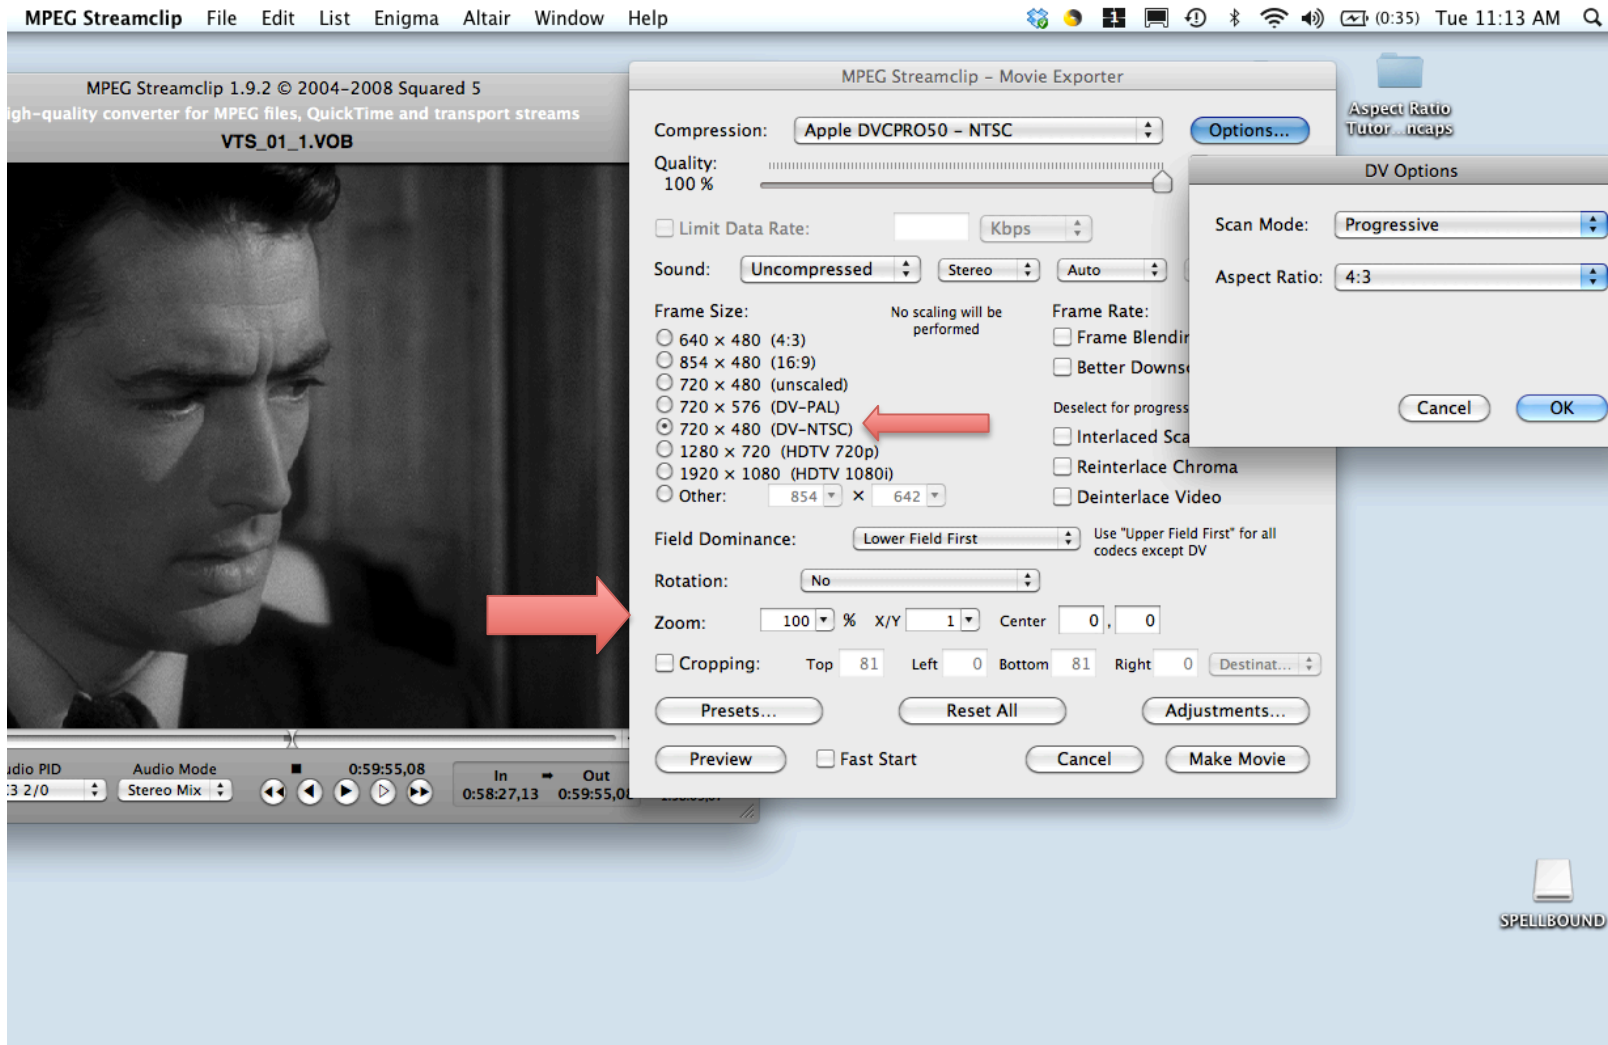 MPEG Streamclip File Edit List Enigma Altair Window Help
1 (0:35) Tue 11:13 AM
MPEG Streamclip 1.9.2 © 2004-2008 Squared 5
igh-quality converter for MPEG files, QuickTime and transport streams
VTS_01_1.VOB
MPEG Streamclip – Movie Exporter
Compression: Apple DVCPRO50 – NTSC Options...
Quality:
100 %
Limit Data Rate: Kbps
Sound: Uncompressed Stereo Auto
Frame Size: No scaling will be
performed
640 × 480 (4:3)
854 × 480 (16:9)
720 × 480 (unscaled)
720 × 576 (DV-PAL)
720 × 480 (DV-NTSC)
1280 × 720 (HDTV 720p)
1920 × 1080 (HDTV 1080i)
Other: 854 × 642
Frame Rate:
Frame Blendin
Better Downs
Deselect for progress
Interlaced Sca
Reinterlace Chroma
Deinterlace Video
Field Dominance: Lower Field First
Use "Upper Field First" for all
codecs except DV
Rotation: No
Zoom: 100 % X/Y 1 Center 0 , 0
Cropping: Top 81 Left 0 Bottom 81 Right 0 Destinat...
Presets... Reset All Adjustments...
Preview Fast Start Cancel Make Movie
Aspect Ratio
Tutor...ncaps
DV Options
Scan Mode: Progressive
Aspect Ratio: 4:3
Cancel OK
udio PID Audio Mode 0:59:55,08
3 2/0 Stereo Mix
In Out
0:58:27,13 0:59:55,0
SPELLBOUND